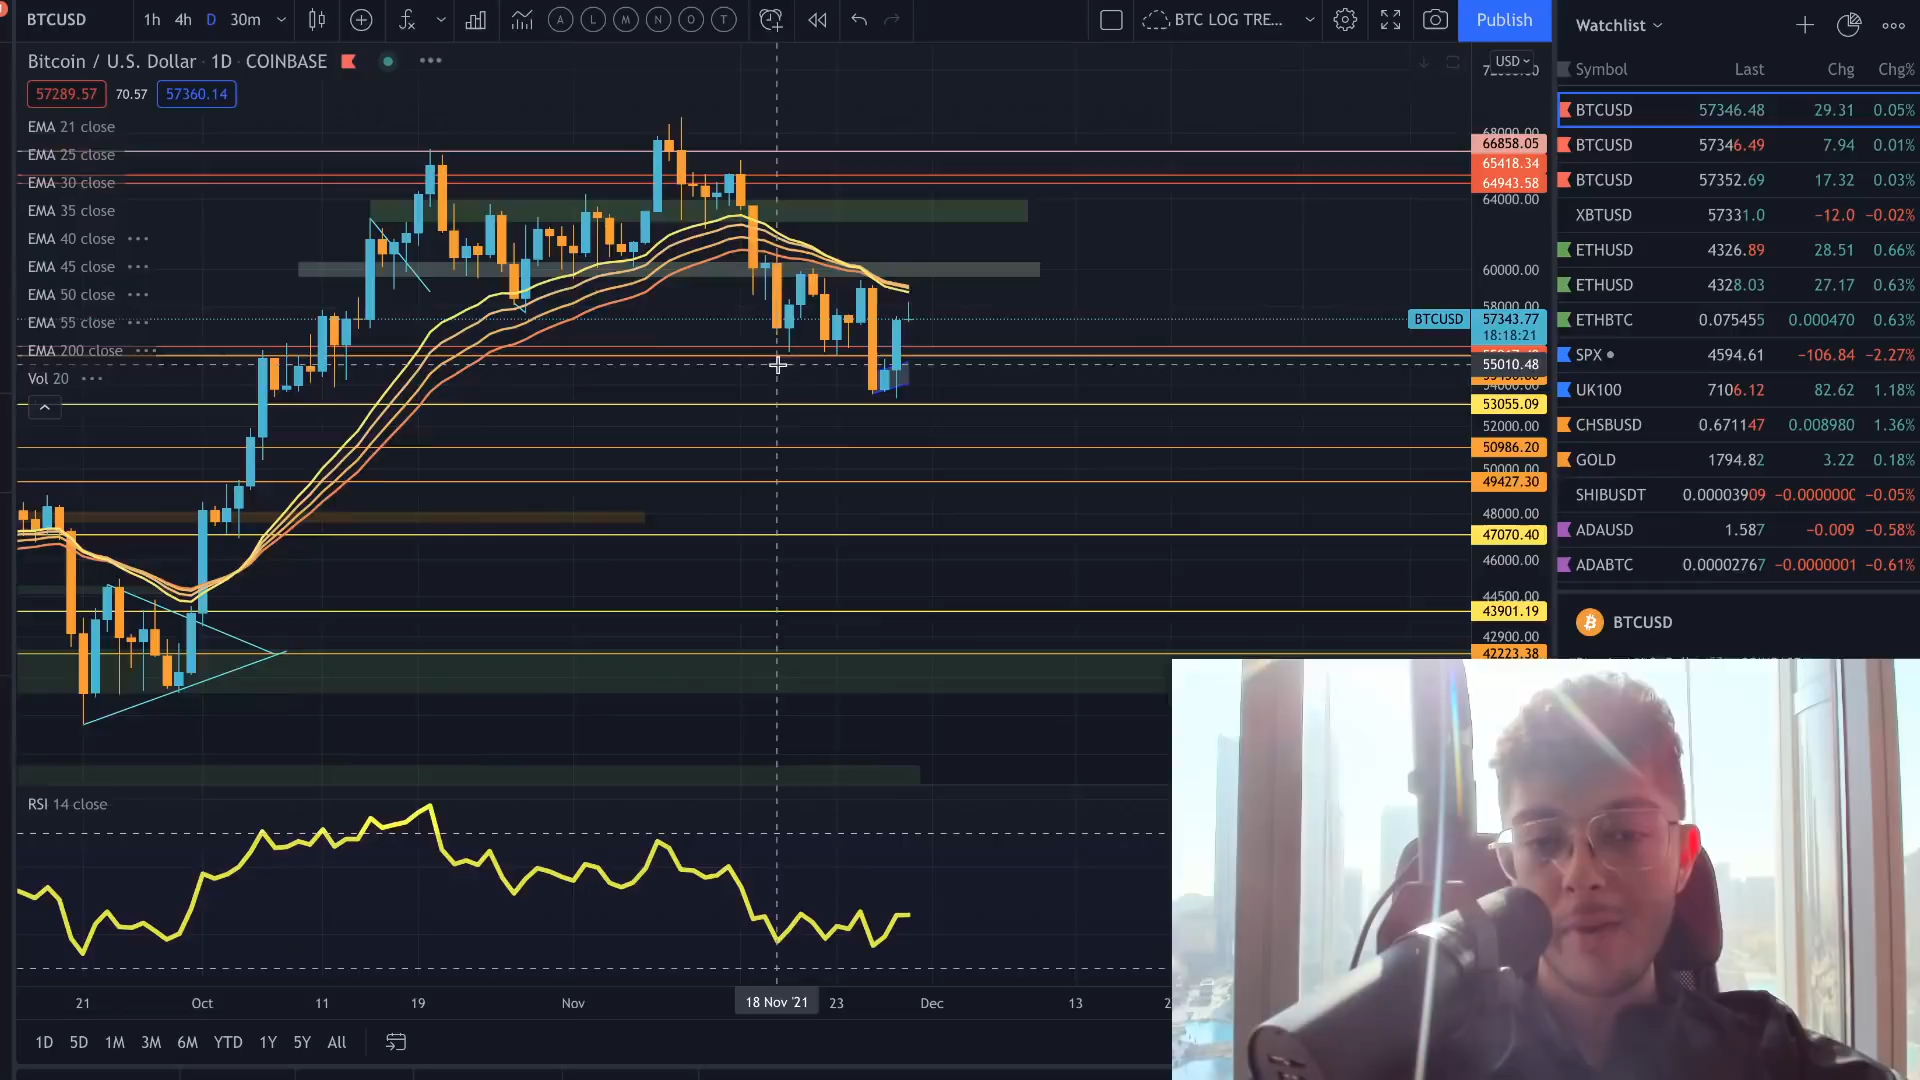 BTCUSD 1h 4h D 30m A L M N O T BTC LOG TRE... Publish
Bitcoin / U.S. Dollar · 1D · COINBASE
57289.57 70.57 57360.14
EMA 21 close
EMA 25 close
EMA 30 close
EMA 35 close
EMA 40 close
EMA 45 close
EMA 50 close
EMA 55 close
EMA 200 close
Vol 20
USD
68000.00
66858.05
65418.34
64943.58
64000.00
60000.00
58000.00
BTCUSD 57343.77
18:18:21
55010.48
54000.00
53055.09
52000.00
50986.20
50000.00
49427.30
48000.00
47070.40
46000.00
44500.00
43901.19
42900.00
42223.38
RSI 14 close
21 Oct 11 19 Nov 18 Nov '21 23 Dec 13
1D 5D 1M 3M 6M YTD 1Y 5Y All
Watchlist
Symbol Last Chg Chg%
BTCUSD 57346.48 29.31 0.05%
BTCUSD 57346.49 7.94 0.01%
BTCUSD 57352.69 17.32 0.03%
XBTUSD 57331.0 −12.0 −0.02%
ETHUSD 4326.89 28.51 0.66%
ETHUSD 4328.03 27.17 0.63%
ETHBTC 0.075455 0.000470 0.63%
SPX 4594.61 −106.84 −2.27%
UK100 7106.12 82.62 1.18%
CHSBUSD 0.671147 0.008980 1.36%
GOLD 1794.82 3.22 0.18%
SHIBUSDT 0.00003909 −0.0000000 −0.05%
ADAUSD 1.587 −0.009 −0.58%
ADABTC 0.00002767 −0.0000001 −0.61%
BTCUSD